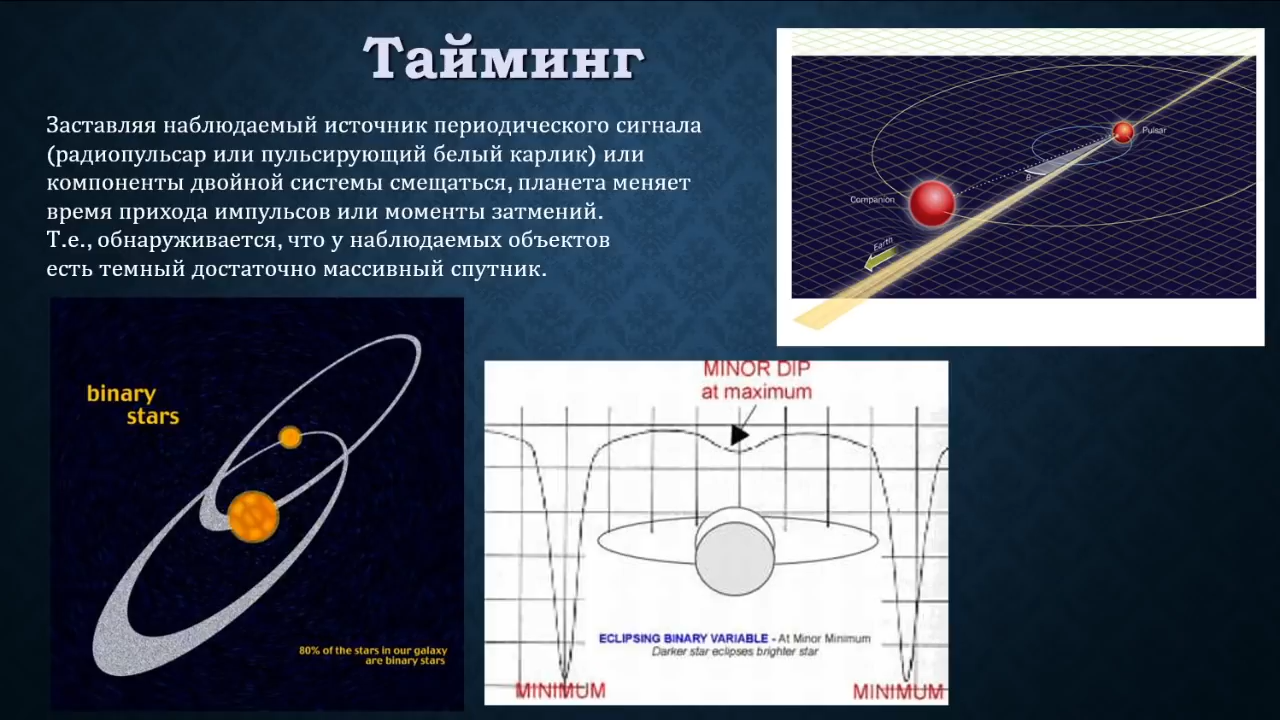 Тайминг
Заставляя наблюдаемый источник периодического сигнала
(радиопульсар или пульсирующий белый карлик) или
компоненты двойной системы смещаться, планета меняет
время прихода импульсов или моменты затмений.
Т.е., обнаруживается, что у наблюдаемых объектов
есть темный достаточно массивный спутник.
Pulsar
Companion
Earth
binary
stars
80% of the stars in our galaxy
are binary stars
MINOR DIP
at maximum
ECLIPSING BINARY VARIABLE - At Minor Minimum
Darker star eclipses brighter star
MINIMUM
MINIMUM